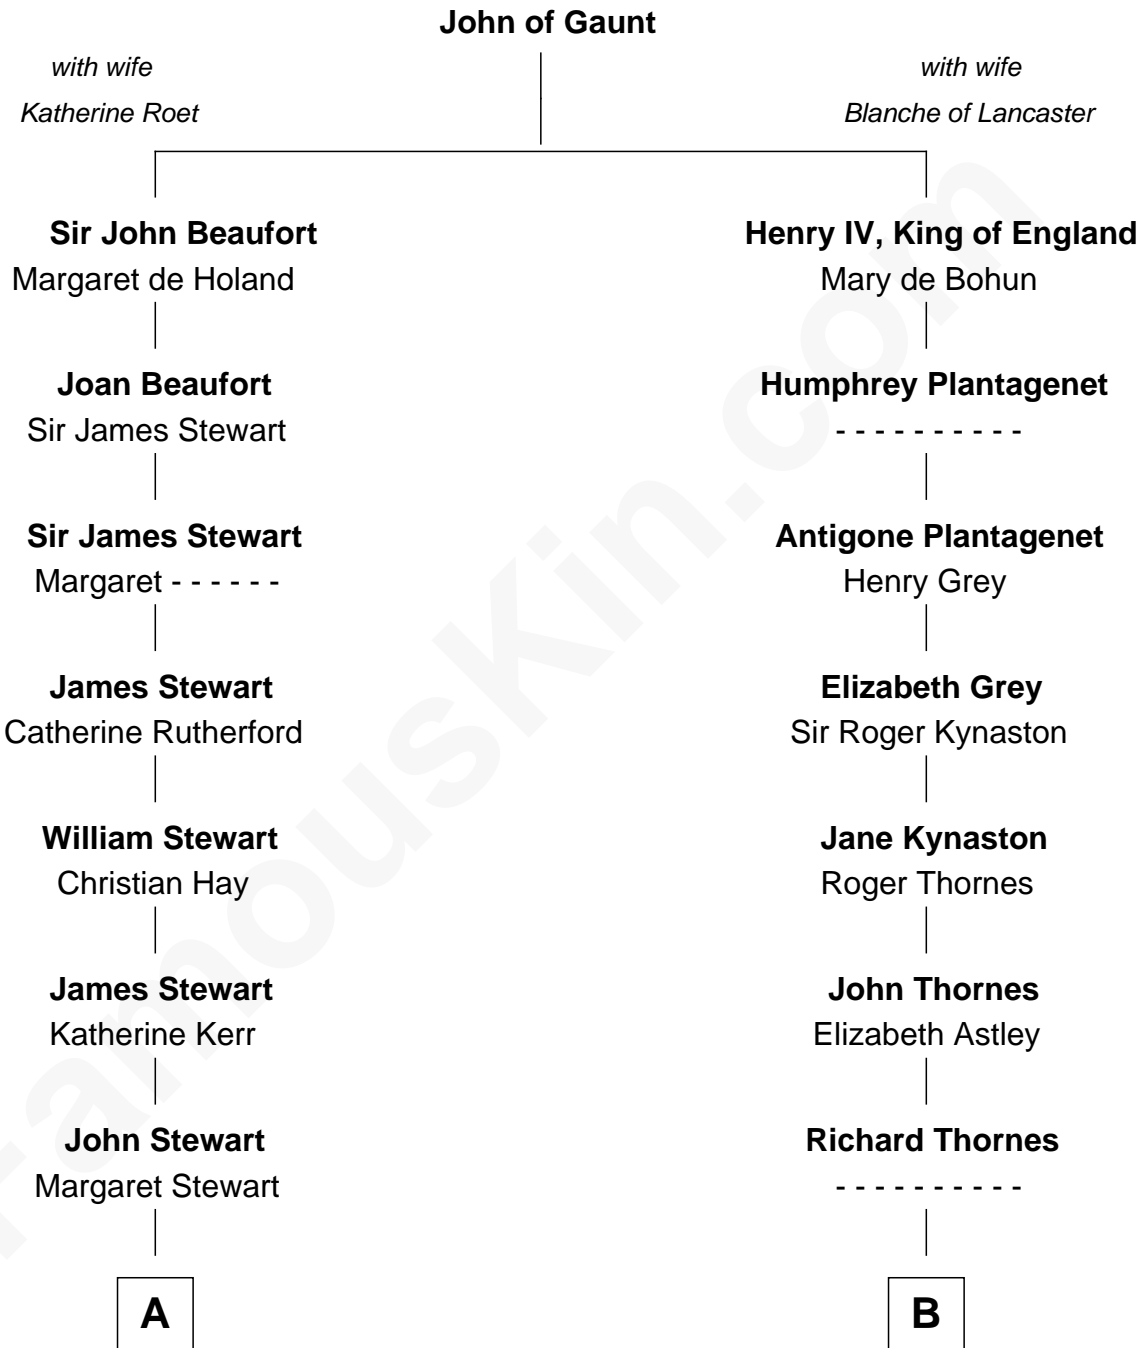 John of Gaunt
with wife
Katherine Roet
with wife
Blanche of Lancaster
Sir John Beaufort
Margaret de Holand
Joan Beaufort
Sir James Stewart
Sir James Stewart
Margaret - - - - - -
James Stewart
Catherine Rutherford
William Stewart
Christian Hay
James Stewart
Katherine Kerr
John Stewart
Margaret Stewart
A
Henry IV, King of England
Mary de Bohun
Humphrey Plantagenet
- - - - - - - - - -
Antigone Plantagenet
Henry Grey
Elizabeth Grey
Sir Roger Kynaston
Jane Kynaston
Roger Thornes
John Thornes
Elizabeth Astley
Richard Thornes
- - - - - - - - - -
B
FamousKin.com